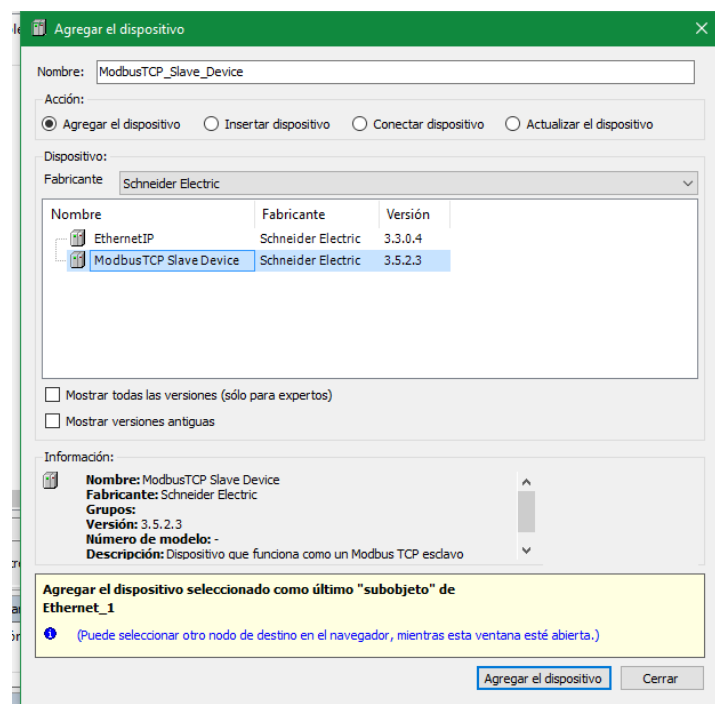 Agregar el dispositivo
Nombre: ModbusTCP_Slave_Device
Acción:
Agregar el dispositivo Insertar dispositivo Conectar dispositivo Actualizar el dispositivo
Dispositivo:
Fabricante Schneider Electric
Nombre Fabricante Versión
EthernetIP Schneider Electric 3.3.0.4
ModbusTCP Slave Device Schneider Electric 3.5.2.3
Mostrar todas las versiones (sólo para expertos)
Mostrar versiones antiguas
Información:
Nombre: ModbusTCP Slave Device
Fabricante: Schneider Electric
Grupos:
Versión: 3.5.2.3
Número de modelo: -
Descripción: Dispositivo que funciona como un Modbus TCP esclavo
Agregar el dispositivo seleccionado como último "subobjeto" de
Ethernet_1
(Puede seleccionar otro nodo de destino en el navegador, mientras esta ventana esté abierta.)
Agregar el dispositivo Cerrar